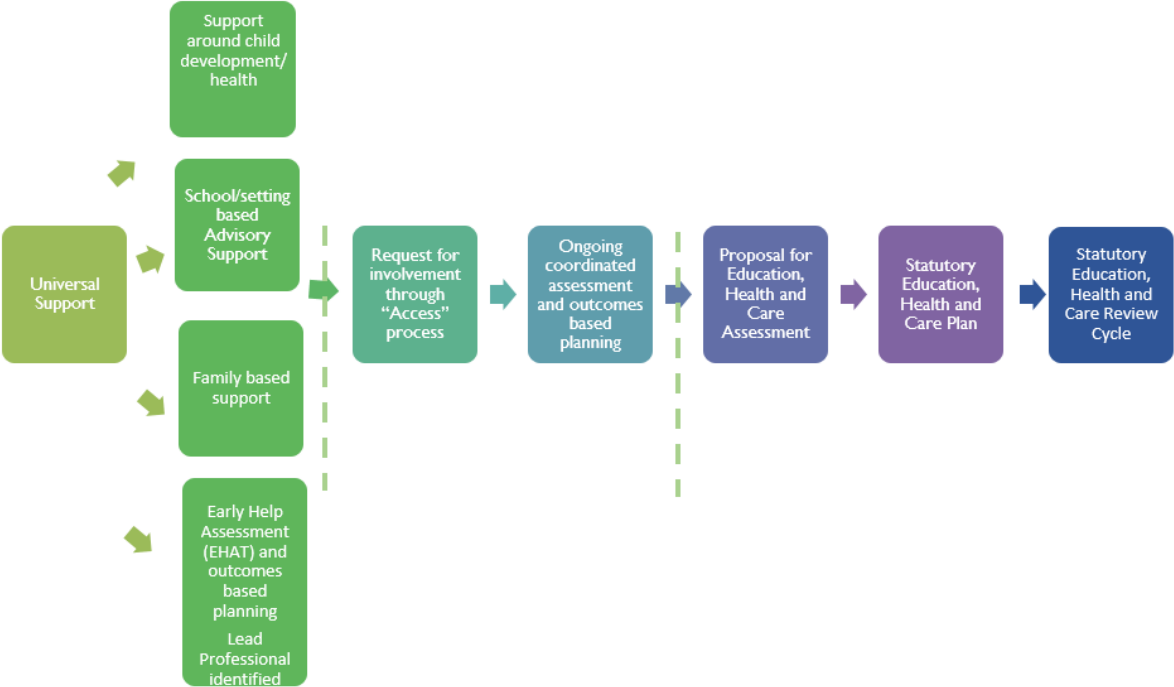 Universal
Support
Support
around child
development/
health
School/setting
based
Advisory
Support
Family based
support
Early Help
Assessment
(EHAT) and
outcomes
based
planning
Lead
Professional
identified
Request for
involvement
through
“Access”
process
Ongoing
coordinated
assessment
and outcomes
based
planning
Proposal for
Education,
Health and
Care
Assessment
Statutory
Education,
Health and
Care Plan
Statutory
Education,
Health and
Care Review
Cycle